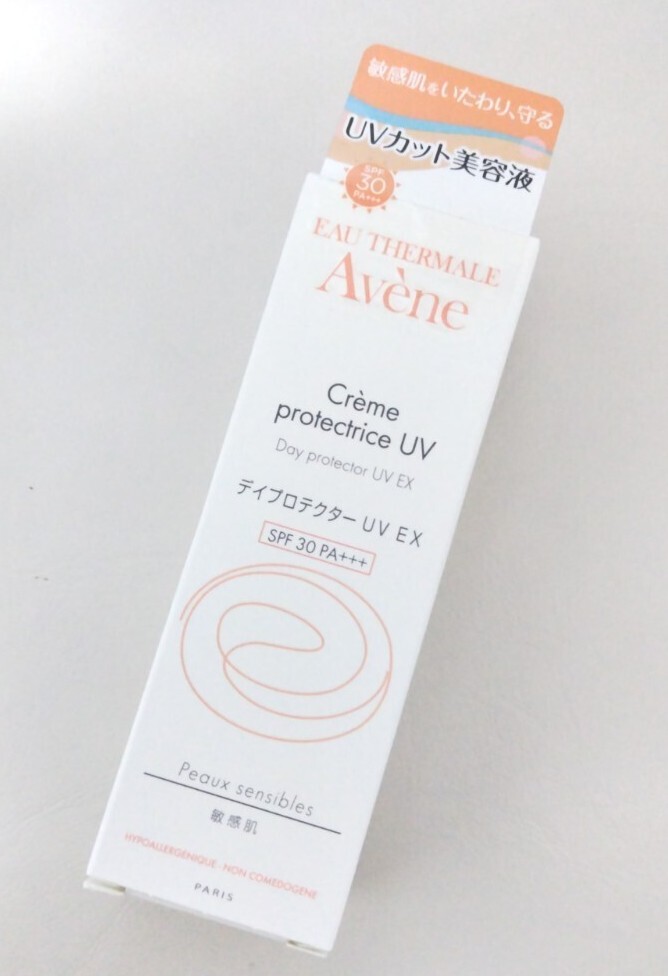 敏感肌をいたわり、守る
UVカット美容液
SPF
30
PA+++
EAU THERMALE
Avène
Crème
protectrice UV
Day protector UV EX
デイプロテクター UV EX
SPF 30 PA+++
Peaux sensibles
敏感肌
HYPOALLERGÉNIQUE - NON COMÉDOGÈNE
PARIS